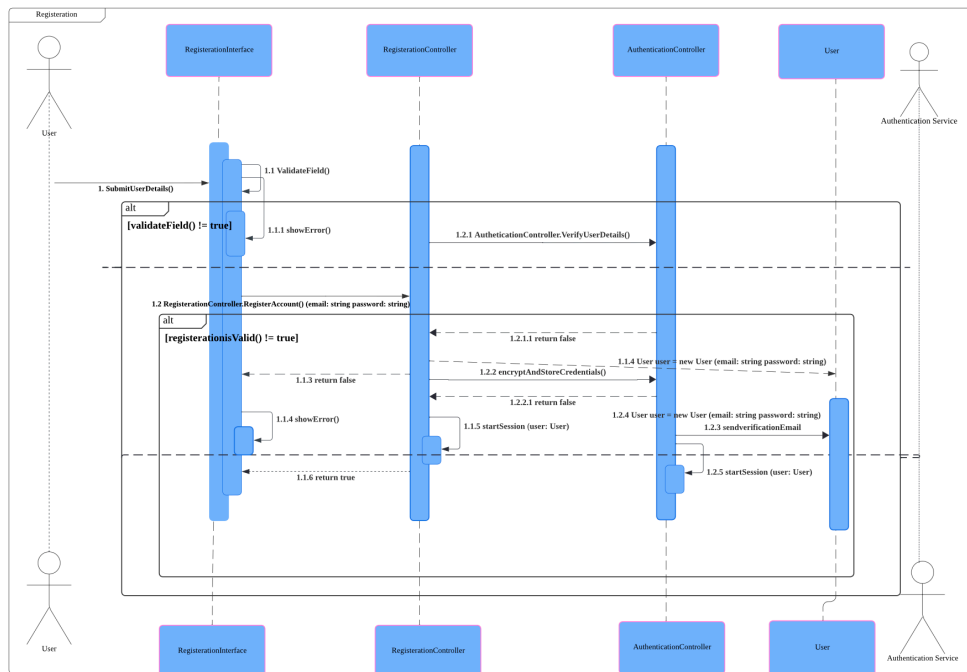 Registeration
RegisterationInterface
RegisterationController
AuthenticationController
User
User
Authentication Service
1.1 ValidateField()
1. SubmitUserDetails()
alt
[validateField() != true]
1.1.1 showError()
1.2.1 AutheticationController.VerifyUserDetails()
1.2 RegisterationController.RegisterAccount() (email: string password: string)
alt
[registerationisValid() != true]
1.2.1.1 return false
1.1.4 User user = new User (email: string password: string)
1.2.2 encryptAndStoreCredentials()
1.1.3 return false
1.2.2.1 return false
1.1.4 showError()
1.2.4 User user = new User (email: string password: string)
1.1.5 startSession (user: User)
1.2.3 sendverificationEmail
1.2.5 startSession (user: User)
1.1.6 return true
User
RegisterationInterface
RegisterationController
AuthenticationController
User
Authentication Service